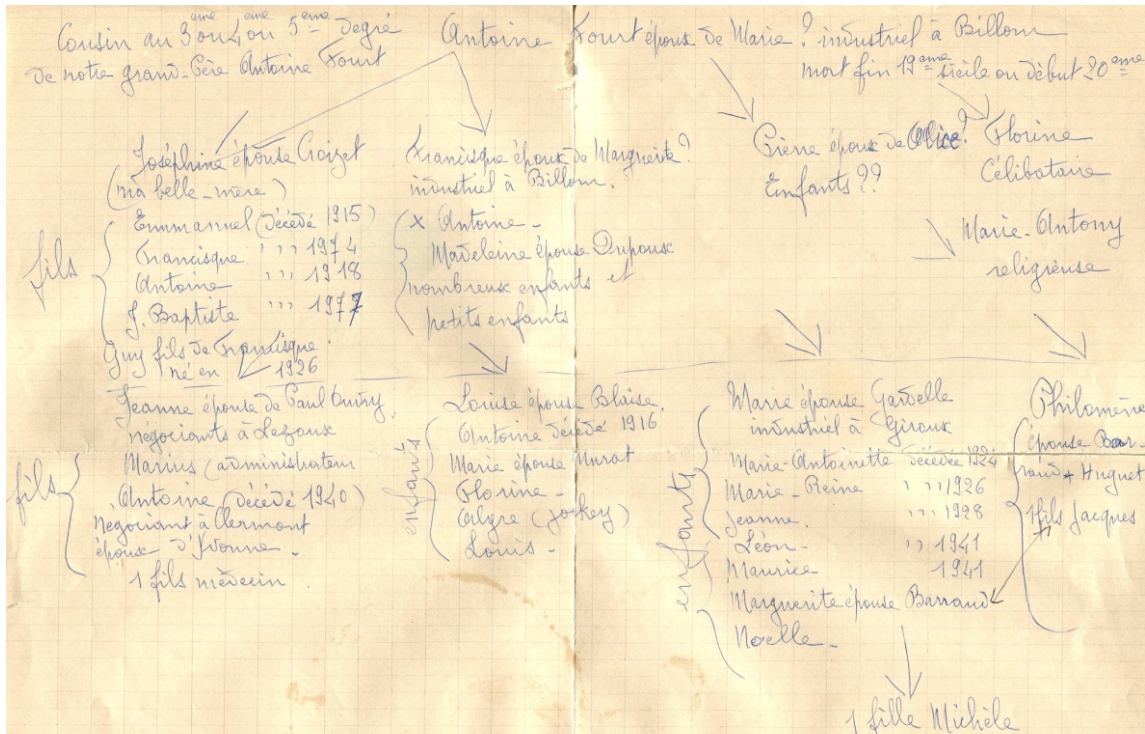 Cousin au 3ème ou 4ème ou 5ème degré
de notre grand-père Antoine Fourt
Antoine Fourt époux de Marie ? industriel à Billom
mort fin 19ème siècle ou début 20ème
Joséphine épouse Croizet
(ma belle-mère)
fils
Emmanuel (décédé 1915)
Francisque ,,, 1974
Antoine ,,, 1918
J. Baptiste ,,, 1977
Guy fils de Francisque.
né en 1926
Francisque époux de Marguerite ?
industriel à Billom.
x Antoine -
Madeleine épouse Dupoux
nombreux enfants et
petits enfants
Pierre époux de Alice ?
Enfants ??
Florine
Célibataire
Marie-Antony
religieuse
Jeanne épouse de Paul
négociants à Lezoux
fils
Marius (administrateur
Antoine (décédé 1940)
négociant à Clermont
époux d'Yvonne.
1 fils médecin.
Louise épouse Blaise.
enfants
Antoine décédé 1916
Marie épouse Murat
Florine -
(jockey)
Louis -
Marie épouse Gardelle
industriel à Giroux
enfants
Marie-Antoinette décédée 1924
Marie-Reine ,, ,,1926
Jeanne. ,,, 1928
Léon - ,, 1941
Maurice 1941
Marguerite épouse Barraud
Noelle -
1 fille Michèle
Philomène
épouse Bar-
raud + Huguet
1 fils Jacques